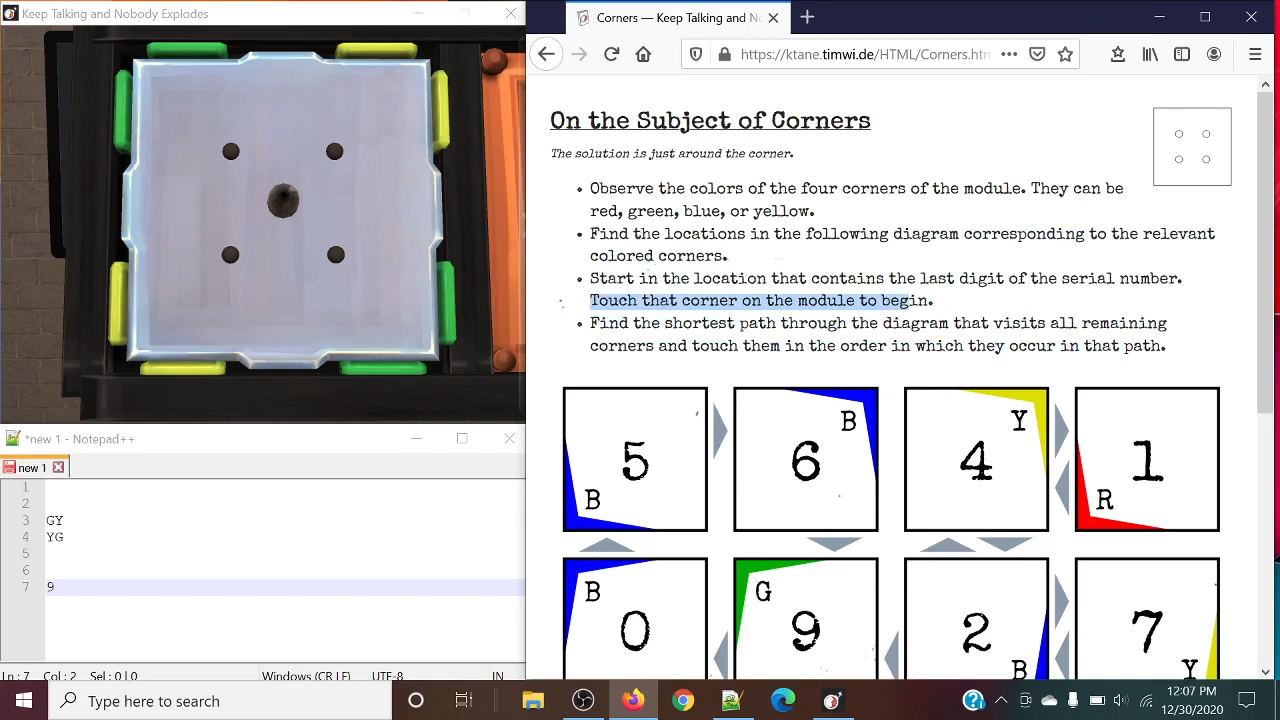 Keep Talking and Nobody Explodes
Corners — Keep Talking and No
https://ktane.timwi.de/HTML/Corners.htm
On the Subject of Corners
The solution is just around the corner.
Observe the colors of the four corners of the module. They can be
red, green, blue, or yellow.
Find the locations in the following diagram corresponding to the relevant
colored corners.
Start in the location that contains the last digit of the serial number.
Touch that corner on the module to begin.
Find the shortest path through the diagram that visits all remaining
corners and touch them in the order in which they occur in that path.
5 B
6 B
4 Y
1 R
0 B
9 G
2 B
7 Y
*new 1 - Notepad++
new 1
1
2
3 GY
4 YG
5
6
7 9
Ln : 7 Col : 2 Sel : 0 | 0 Windows (CR LF) UTF-8 IN
Type here to search
12:07 PM
12/30/2020